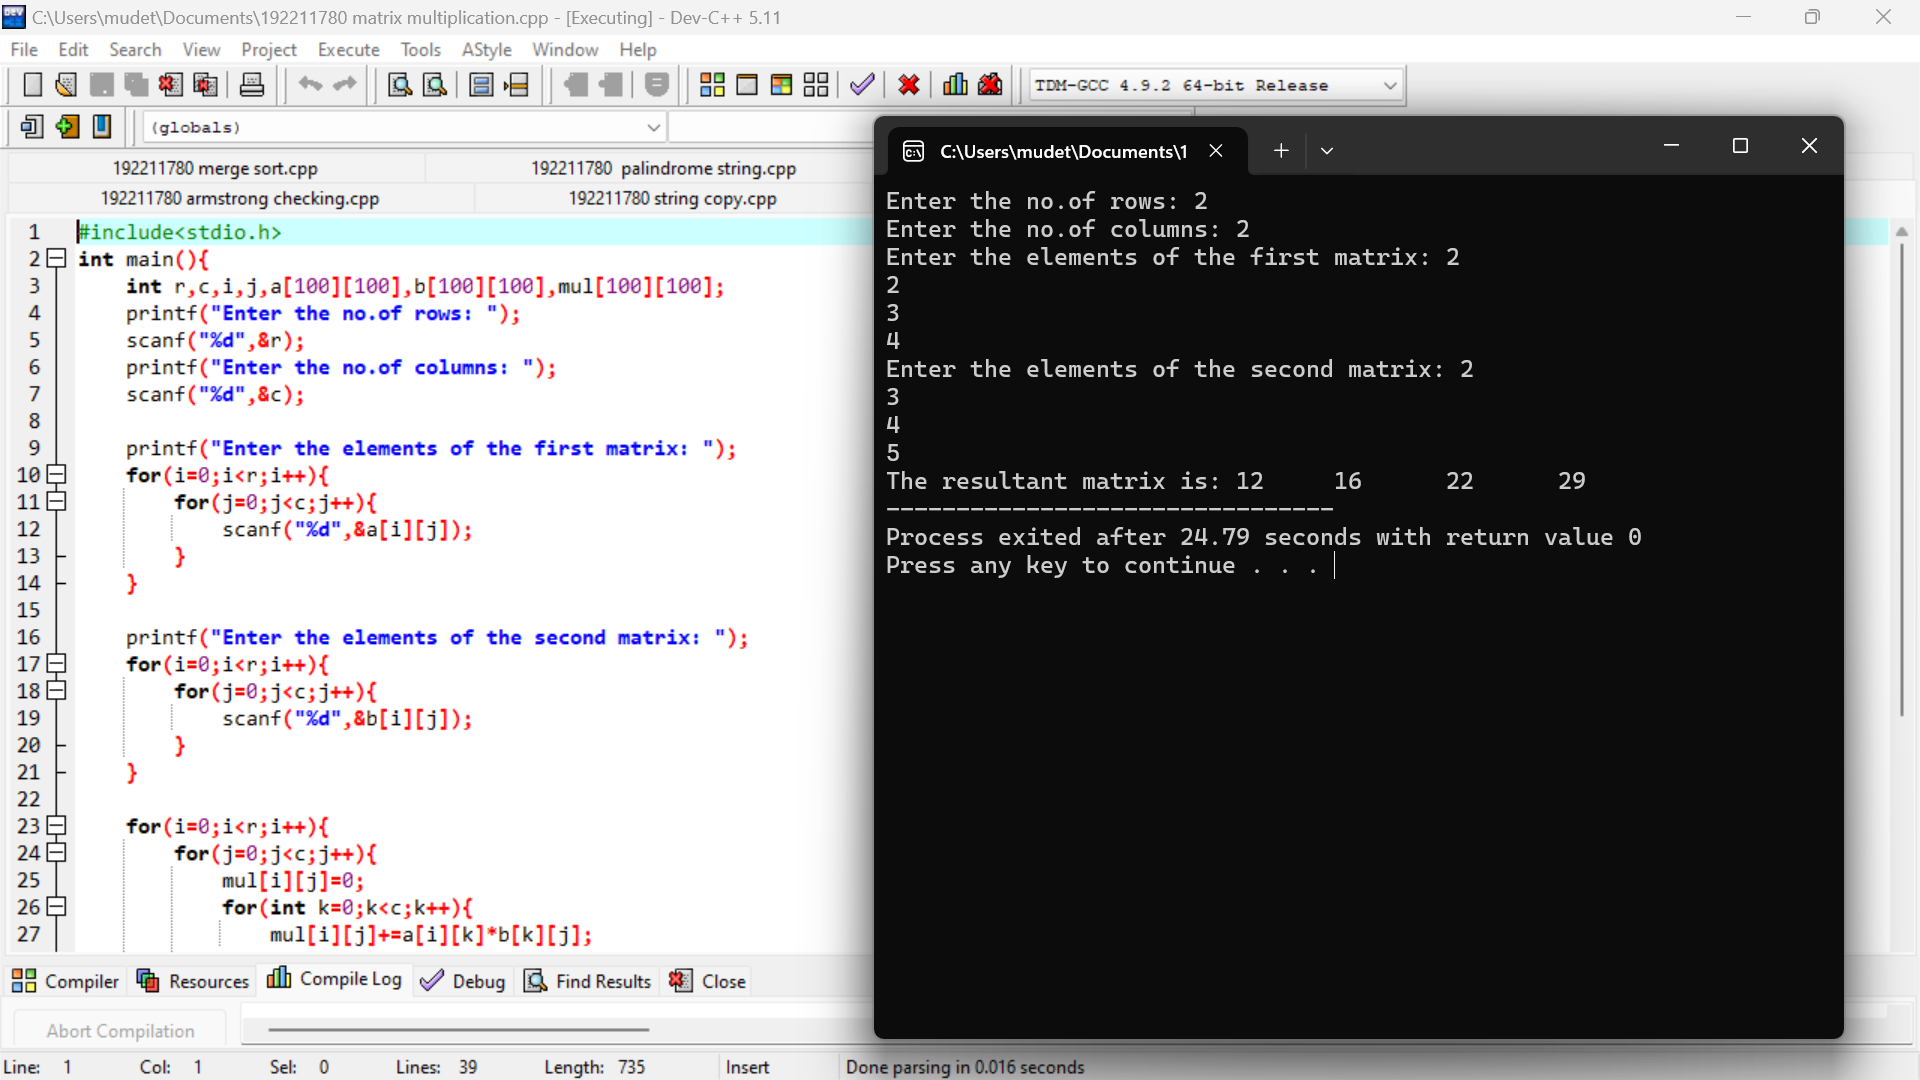 C:\Users\mudet\Documents\192211780 matrix multiplication.cpp - [Executing] - Dev-C++ 5.11
File Edit Search View Project Execute Tools AStyle Window Help
TDM-GCC 4.9.2 64-bit Release
(globals)
192211780 merge sort.cpp 192211780 palindrome string.cpp
192211780 armstrong checking.cpp 192211780 string copy.cpp
1 #include<stdio.h>
2 int main(){
3 int r,c,i,j,a[100][100],b[100][100],mul[100][100];
4 printf("Enter the no.of rows: ");
5 scanf("%d",&r);
6 printf("Enter the no.of columns: ");
7 scanf("%d",&c);
8
9 printf("Enter the elements of the first matrix: ");
10 for(i=0;i<r;i++){
11 for(j=0;j<c;j++){
12 scanf("%d",&a[i][j]);
13 }
14 }
15
16 printf("Enter the elements of the second matrix: ");
17 for(i=0;i<r;i++){
18 for(j=0;j<c;j++){
19 scanf("%d",&b[i][j]);
20 }
21 }
22
23 for(i=0;i<r;i++){
24 for(j=0;j<c;j++){
25 mul[i][j]=0;
26 for(int k=0;k<c;k++){
27 mul[i][j]+=a[i][k]*b[k][j];
C:\Users\mudet\Documents\1
Enter the no.of rows: 2
Enter the no.of columns: 2
Enter the elements of the first matrix: 2
2
3
4
Enter the elements of the second matrix: 2
3
4
5
The resultant matrix is: 12 16 22 29
--------------------------------
Process exited after 24.79 seconds with return value 0
Press any key to continue . . .
Compiler Resources Compile Log Debug Find Results Close
Abort Compilation
Line: 1 Col: 1 Sel: 0 Lines: 39 Length: 735 Insert Done parsing in 0.016 seconds